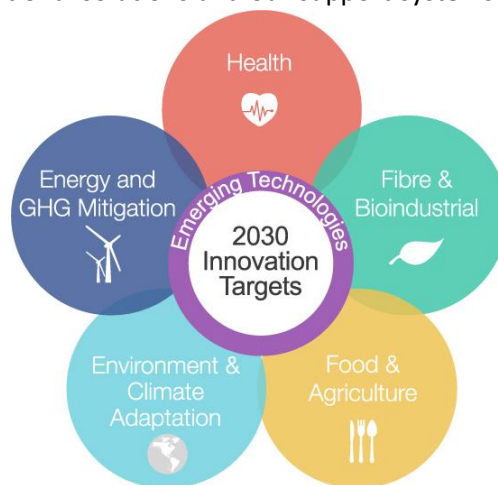 Health
Energy and
GHG Mitigation
Fibre &
Bioindustrial
Emerging Technologies
2030
Innovation
Targets
Environment &
Climate
Adaptation
Food &
Agriculture